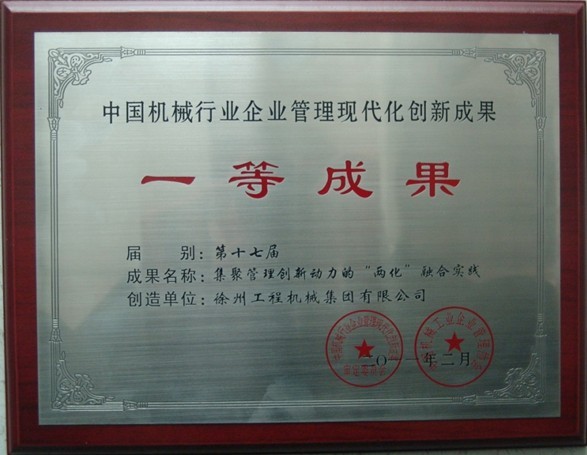 中国机械行业企业管理现代化创新成果
一等成果
届 别：第十七届
成果名称：集聚管理创新动力的“两化”融合实线
创造单位：徐州工程机械集团有限公司
二〇一一年二月